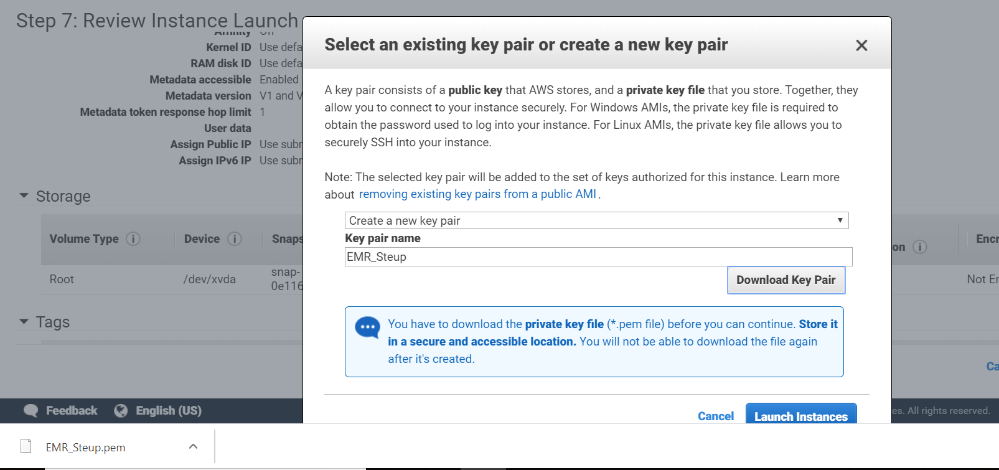 Step 7: Review Instance Launch
Affinity Off
Kernel ID Use defa
RAM disk ID Use defa
Metadata accessible Enabled
Metadata version V1 and V
Metadata token response hop limit 1
User data
Assign Public IP Use subn
Assign IPv6 IP Use subn
Storage
Volume Type Device Snaps
Root /dev/xvda snap-
0e116
Tags
Select an existing key pair or create a new key pair
A key pair consists of a public key that AWS stores, and a private key file that you store. Together, they
allow you to connect to your instance securely. For Windows AMIs, the private key file is required to
obtain the password used to log into your instance. For Linux AMIs, the private key file allows you to
securely SSH into your instance.
Note: The selected key pair will be added to the set of keys authorized for this instance. Learn more
about removing existing key pairs from a public AMI.
Create a new key pair
Key pair name
EMR_Steup
Download Key Pair
You have to download the private key file (*.pem file) before you can continue. Store it
in a secure and accessible location. You will not be able to download the file again
after it's created.
Cancel Launch Instances
on Encr
Not En
Ca
Feedback English (US)
es. All rights reserved.
EMR_Steup.pem